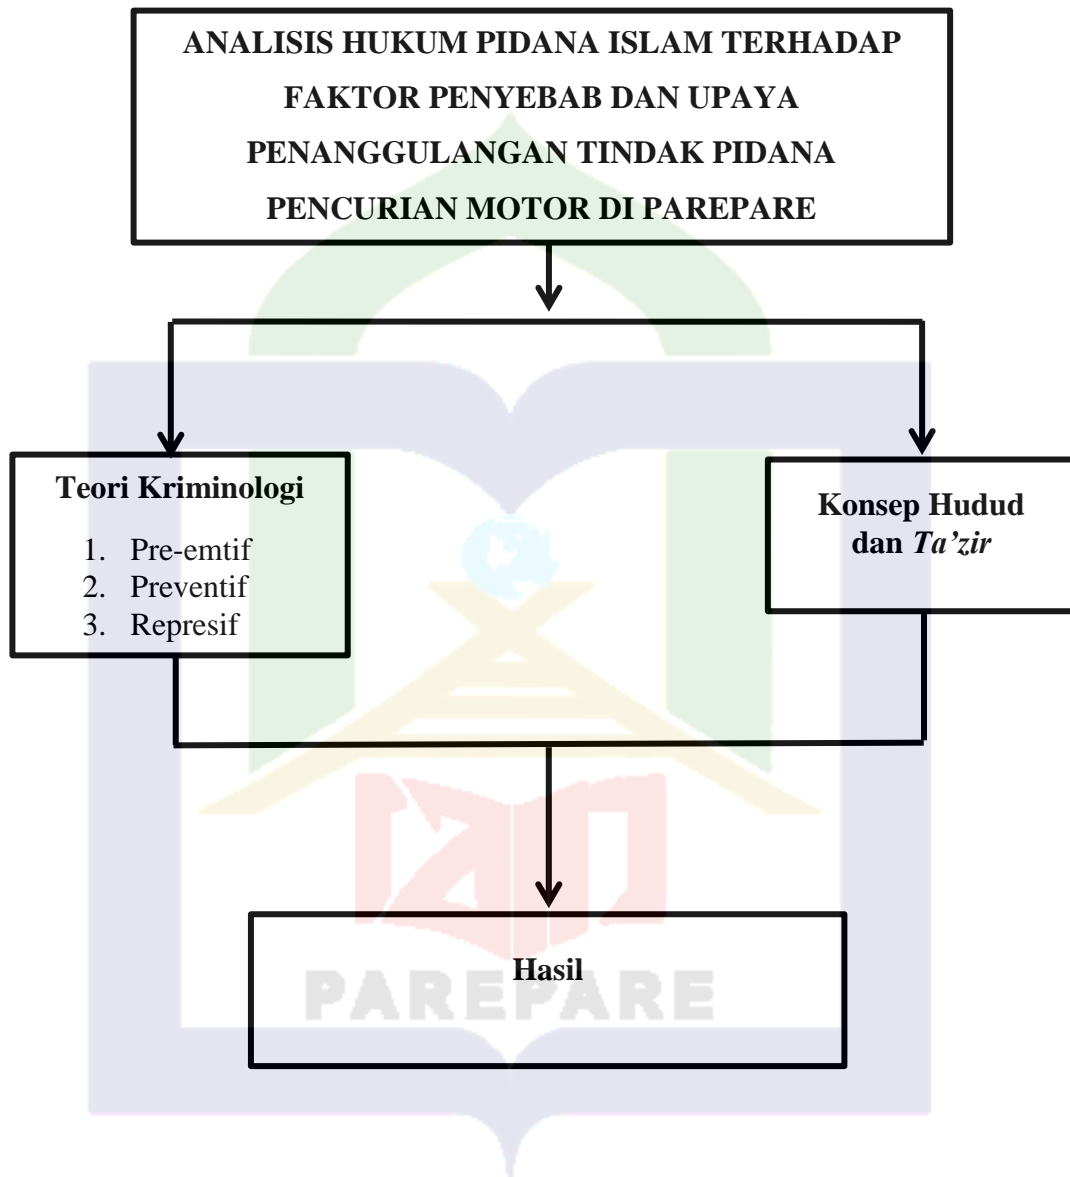 ANALISIS HUKUM PIDANA ISLAM TERHADAP
FAKTOR PENYEBAB DAN UPAYA
PENANGGULANGAN TINDAK PIDANA
PENCURIAN MOTOR DI PAREPARE
Teori Kriminologi
1. Pre-emtif
2. Preventif
3. Represif
Konsep Hudud
dan Ta’zir
Hasil
PAREPARE